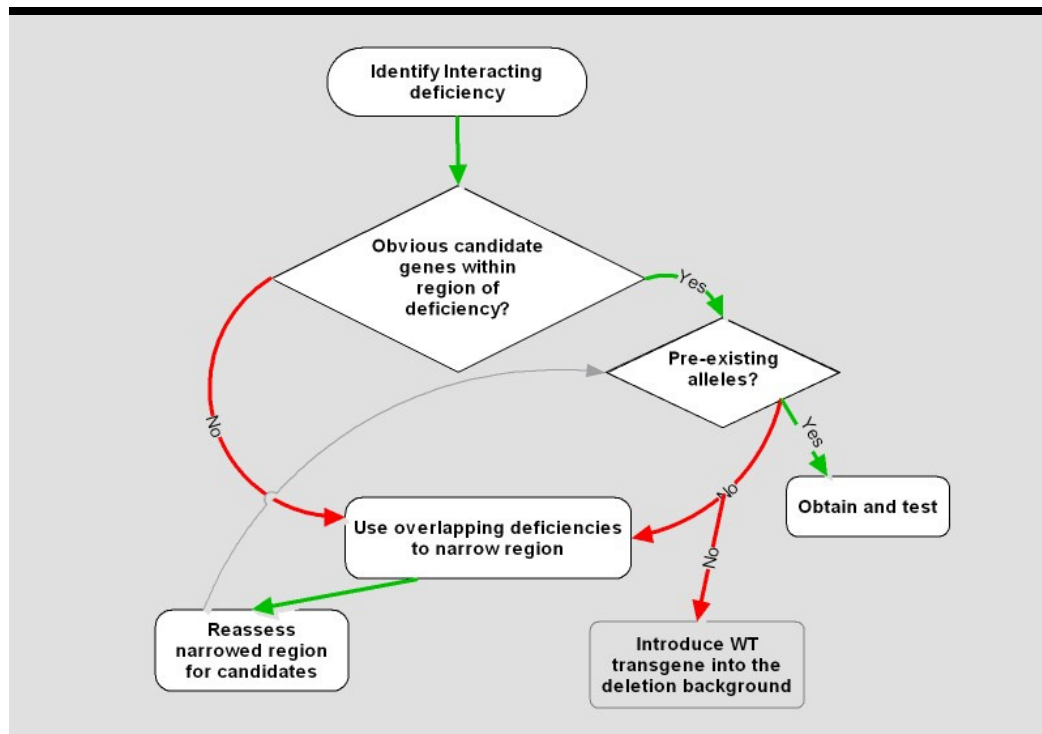 Identify Interacting
deficiency
Obvious candidate
genes within
region of
deficiency?
Yes
Pre-existing
alleles?
No
Yes
No
Obtain and test
Use overlapping deficiencies
to narrow region
No
Reassess
narrowed region
for candidates
Introduce WT
transgene into the
deletion background